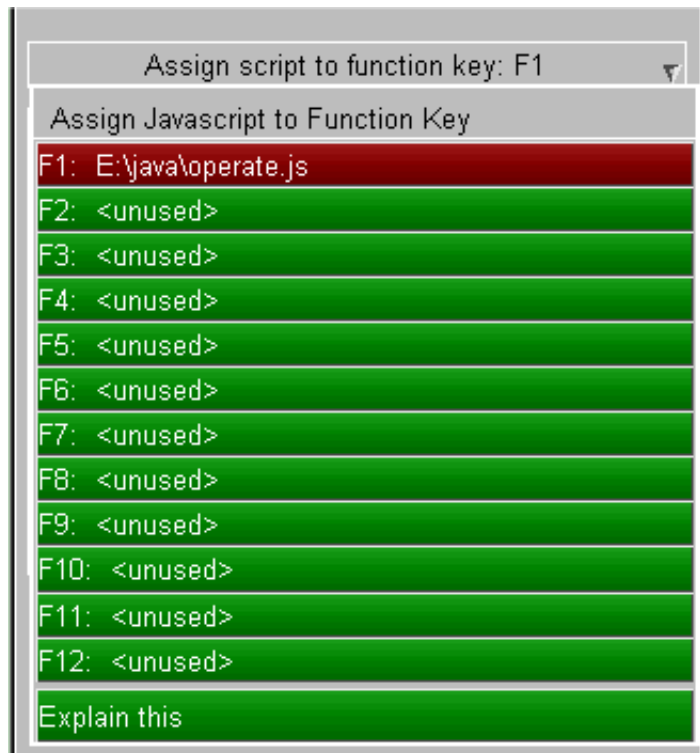 Assign script to function key: F1
Assign Javascript to Function Key
F1: E:\java\operate.js
F2: <unused>
F3: <unused>
F4: <unused>
F5: <unused>
F6: <unused>
F7: <unused>
F8: <unused>
F9: <unused>
F10: <unused>
F11: <unused>
F12: <unused>
Explain this